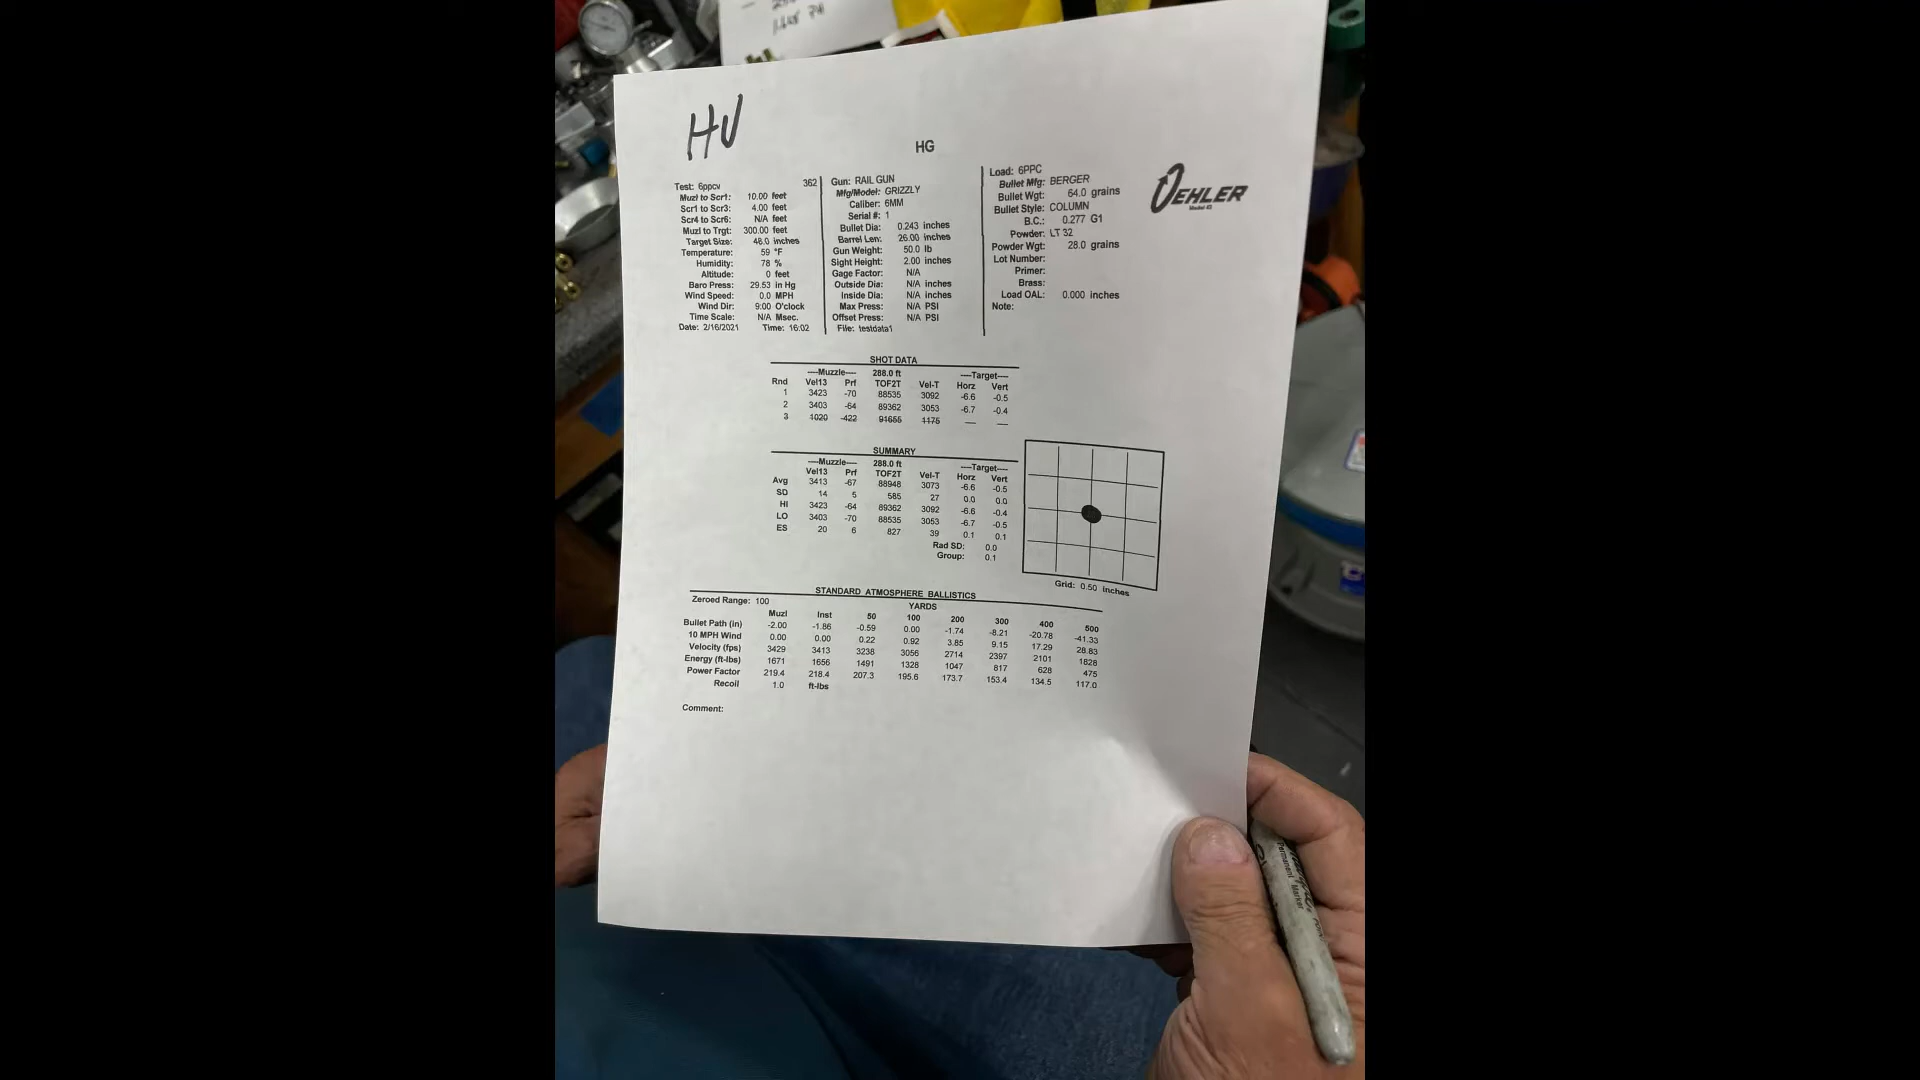 1.645 PH
HV
HG
OEHLER
Model 43
Test: 6ppcv 362
Muzl to Scr1: 10.00 feet
Scr1 to Scr3: 4.00 feet
Scr4 to Scr6: N/A feet
Muzl to Trgt: 300.00 feet
Target Size: 48.0 inches
Temperature: 59 °F
Humidity: 78 %
Altitude: 0 feet
Baro Press: 29.53 in Hg
Wind Speed: 0.0 MPH
Wind Dir: 9:00 O'clock
Time Scale: N/A Msec.
Date: 2/16/2021 Time: 16:02
Gun: RAIL GUN
Mfg/Model: GRIZZLY
Caliber: 6MM
Serial #: 1
Bullet Dia: 0.243 inches
Barrel Len: 26.00 inches
Gun Weight: 50.0 lb
Sight Height: 2.00 inches
Gage Factor: N/A
Outside Dia: N/A inches
Inside Dia: N/A inches
Max Press: N/A PSI
Offset Press: N/A PSI
File: testdata1
Load: 6PPC
Bullet Mfg: BERGER
Bullet Wgt: 64.0 grains
Bullet Style: COLUMN
B.C.: 0.277 G1
Powder: LT 32
Powder Wgt: 28.0 grains
Lot Number:
Primer:
Brass:
Load OAL: 0.000 inches
Note:
SHOT DATA
----Muzzle---- 288.0 ft ----Target----
Rnd Vel13 Prf TOF2T Vel-T Horz Vert
1 3423 -70 88535 3092 -6.6 -0.5
2 3403 -64 89362 3053 -6.7 -0.4
3 1020 -422 91655 1175 — —
SUMMARY
----Muzzle---- 288.0 ft ----Target----
Vel13 Prf TOF2T Vel-T Horz Vert
Avg 3413 -67 88948 3073 -6.6 -0.5
SD 14 5 585 27 0.0 0.0
HI 3423 -64 89362 3092 -6.6 -0.4
LO 3403 -70 88535 3053 -6.7 -0.5
ES 20 6 827 39 0.1 0.1
Rad SD: 0.0
Group: 0.1
Grid: 0.50 inches
STANDARD ATMOSPHERE BALLISTICS
Zeroed Range: 100 YARDS
Muzl Inst 50 100 200 300 400 500
Bullet Path (in) -2.00 -1.86 -0.59 0.00 -1.74 -8.21 -20.78 -41.33
10 MPH Wind 0.00 0.00 0.22 0.92 3.85 9.15 17.29 28.83
Velocity (fps) 3429 3413 3238 3056 2714 2397 2101 1828
Energy (ft-lbs) 1671 1656 1491 1328 1047 817 628 475
Power Factor 219.4 218.4 207.3 195.6 173.7 153.4 134.5 117.0
Recoil 1.0 ft-lbs
Comment:
Permanent Marker